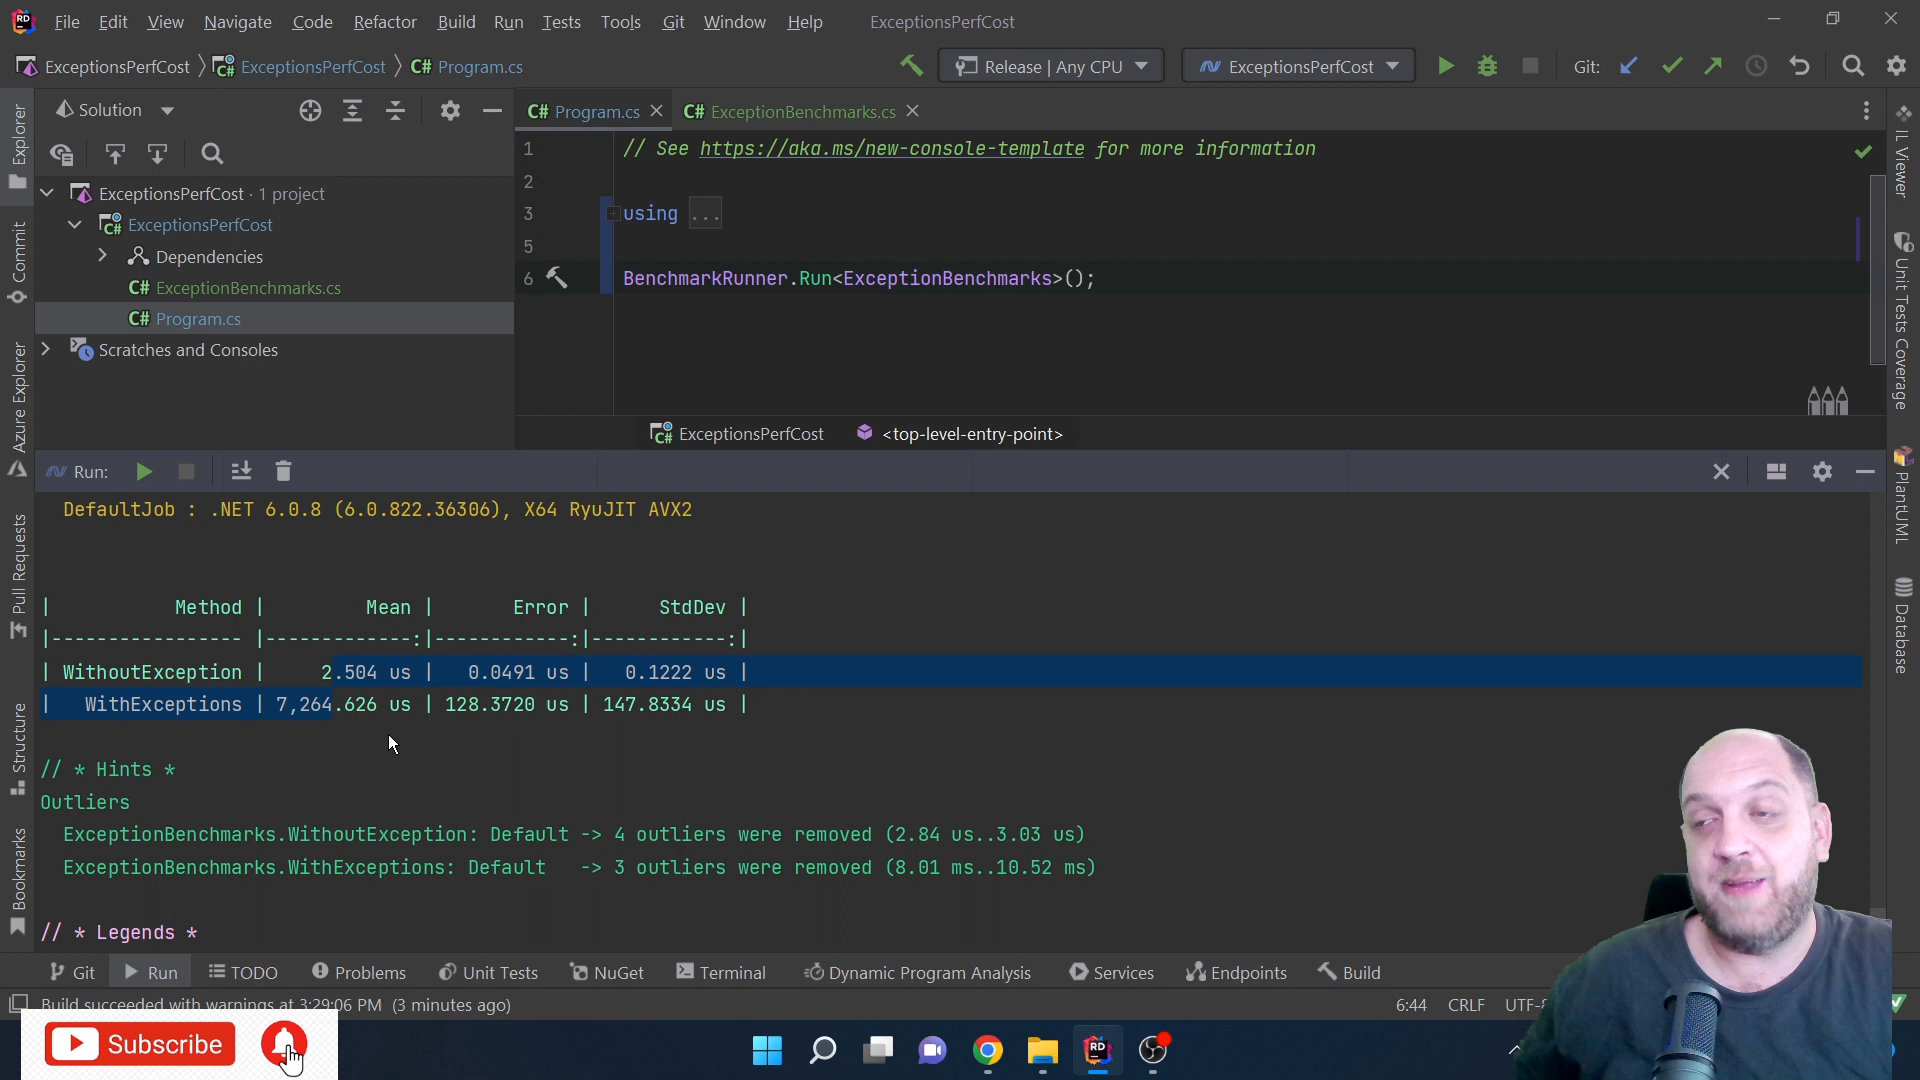 File Edit View Navigate Code Refactor Build Run Tests Tools Git Window Help ExceptionsPerfCost
ExceptionsPerfCost ExceptionsPerfCost C# Program.cs Release | Any CPU ExceptionsPerfCost Git:
Solution
C# Program.cs C# ExceptionBenchmarks.cs
ExceptionsPerfCost · 1 project
ExceptionsPerfCost
Dependencies
C# ExceptionBenchmarks.cs
C# Program.cs
Scratches and Consoles
1 // See https://aka.ms/new-console-template for more information
2
3 using ...
5
6 BenchmarkRunner.Run<ExceptionBenchmarks>();
ExceptionsPerfCost <top-level-entry-point>
Explorer
Commit
Azure Explorer
Pull Requests
Structure
Bookmarks
IL Viewer
Unit Tests Coverage
PlantUML
Database
Run:
DefaultJob : .NET 6.0.8 (6.0.822.36306), X64 RyuJIT AVX2
| Method | Mean | Error | StdDev |
|----------------- |-------------:|------------:|------------:|
| WithoutException | 2.504 us | 0.0491 us | 0.1222 us |
| WithExceptions | 7,264.626 us | 128.3720 us | 147.8334 us |
// * Hints *
Outliers
ExceptionBenchmarks.WithoutException: Default -> 4 outliers were removed (2.84 us..3.03 us)
ExceptionBenchmarks.WithExceptions: Default -> 3 outliers were removed (8.01 ms..10.52 ms)
// * Legends *
Git Run TODO Problems Unit Tests NuGet Terminal Dynamic Program Analysis Services Endpoints Build
Build succeeded with warnings at 3:29:06 PM (3 minutes ago) 6:44 CRLF
Subscribe
RD